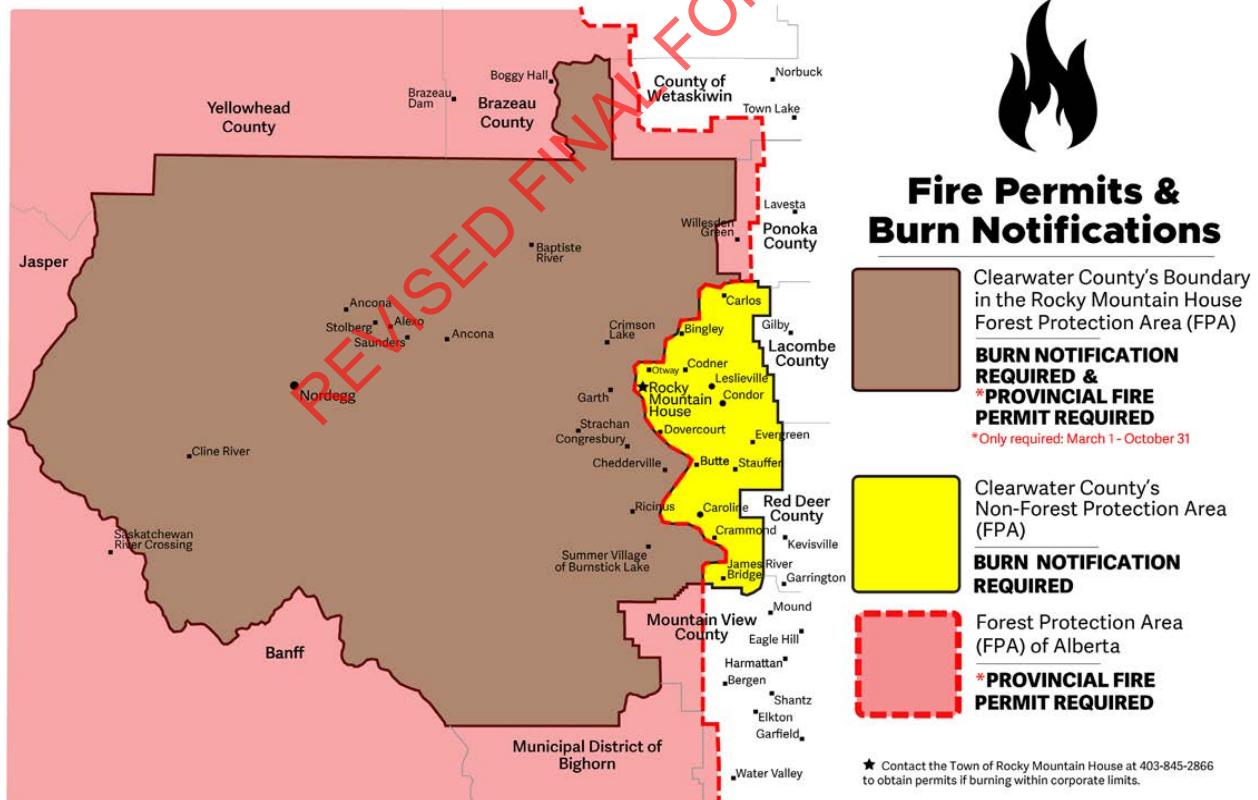 Norbuck
Boggy Hall
County of
Wetaskiwin
Brazeau
Dam
Brazeau
County
Yellowhead
County
Town Lake
Lavesta
Willesden
Green
Ponoka
County
Baptiste
River
Jasper
Carlos
Ancona
Stolberg
Alexo
Saunders
Ancona
Crimson
Lake
Bingley
Gilby
Lacombe
County
Otway
Codner
Leslieville
Rocky
Mountain
House
Condor
Nordegg
Garth
Strachan
Congresbury
Dovercourt
Evergreen
Cline River
Chedderville
Butte
Stauffer
Ricinus
Caroline
Red Deer
County
Crammond
Kevisville
Saskatchewan
River Crossing
Summer Village
of Burnstick Lake
James River
Bridge
Garrington
Mound
Mountain View
County
Eagle Hill
Banff
Harmattan
Bergen
Shantz
Elkton
Garfield
Municipal District of
Bighorn
Water Valley
REVISED FINAL FOR
Fire Permits &
Burn Notifications
Clearwater County's Boundary
in the Rocky Mountain House
Forest Protection Area (FPA)
BURN NOTIFICATION
REQUIRED &
*PROVINCIAL FIRE
PERMIT REQUIRED
*Only required: March 1 - October 31
Clearwater County's
Non-Forest Protection Area
(FPA)
BURN NOTIFICATION
REQUIRED
Forest Protection Area
(FPA) of Alberta
*PROVINCIAL FIRE
PERMIT REQUIRED
★ Contact the Town of Rocky Mountain House at 403-845-2866
to obtain permits if burning within corporate limits.